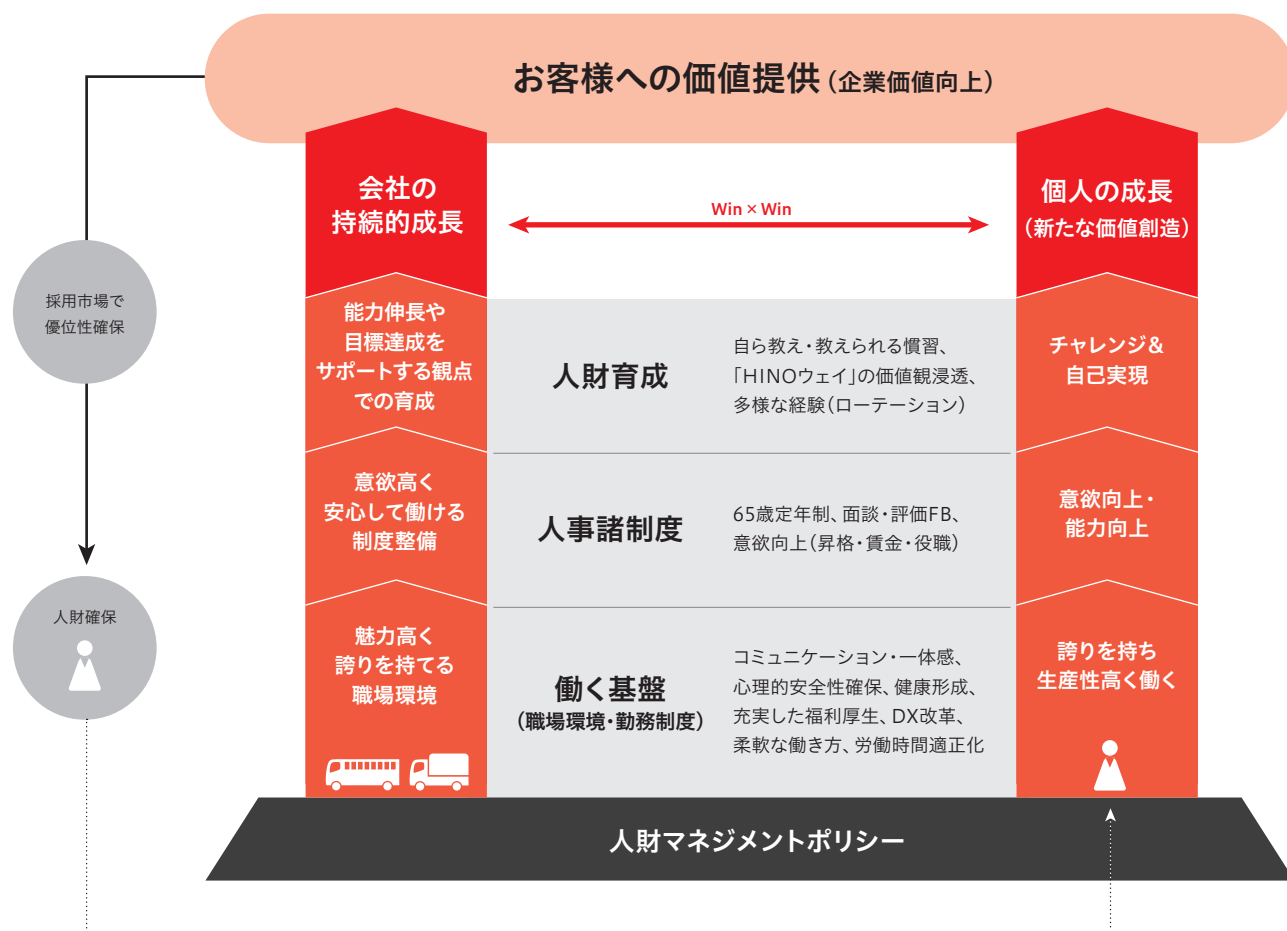 お客様への価値提供（企業価値向上）
会社の
持続的成長
Win × Win
個人の成長
（新たな価値創造）
採用市場で
優位性確保
人財確保
能力伸長や
目標達成を
サポートする観点
での育成
人財育成
自ら教え・教えられる慣習、
「HINOウェイ」の価値観浸透、
多様な経験（ローテーション）
チャレンジ＆
自己実現
意欲高く
安心して働ける
制度整備
人事諸制度
65歳定年制、面談・評価FB、
意欲向上（昇格・賃金・役職）
意欲向上・
能力向上
魅力高く
誇りを持てる
職場環境
働く基盤
（職場環境・勤務制度）
コミュニケーション・一体感、
心理的安全性確保、健康形成、
充実した福利厚生、DX改革、
柔軟な働き方、労働時間適正化
誇りを持ち
生産性高く働く
人財マネジメントポリシー